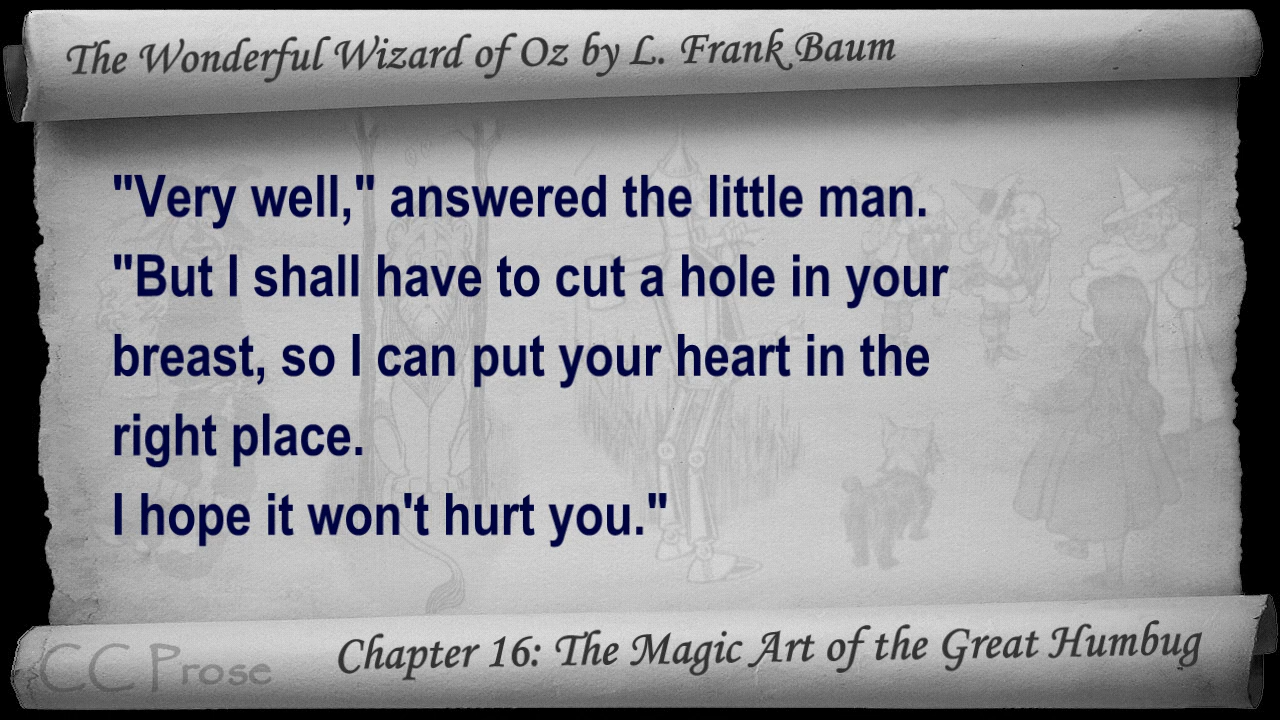 The Wonderful Wizard of Oz by L. Frank Baum
"Very well," answered the little man.
"But I shall have to cut a hole in your
breast, so I can put your heart in the
right place.
I hope it won't hurt you."
Chapter 16: The Magic Art of the Great Humbug
CC Prose